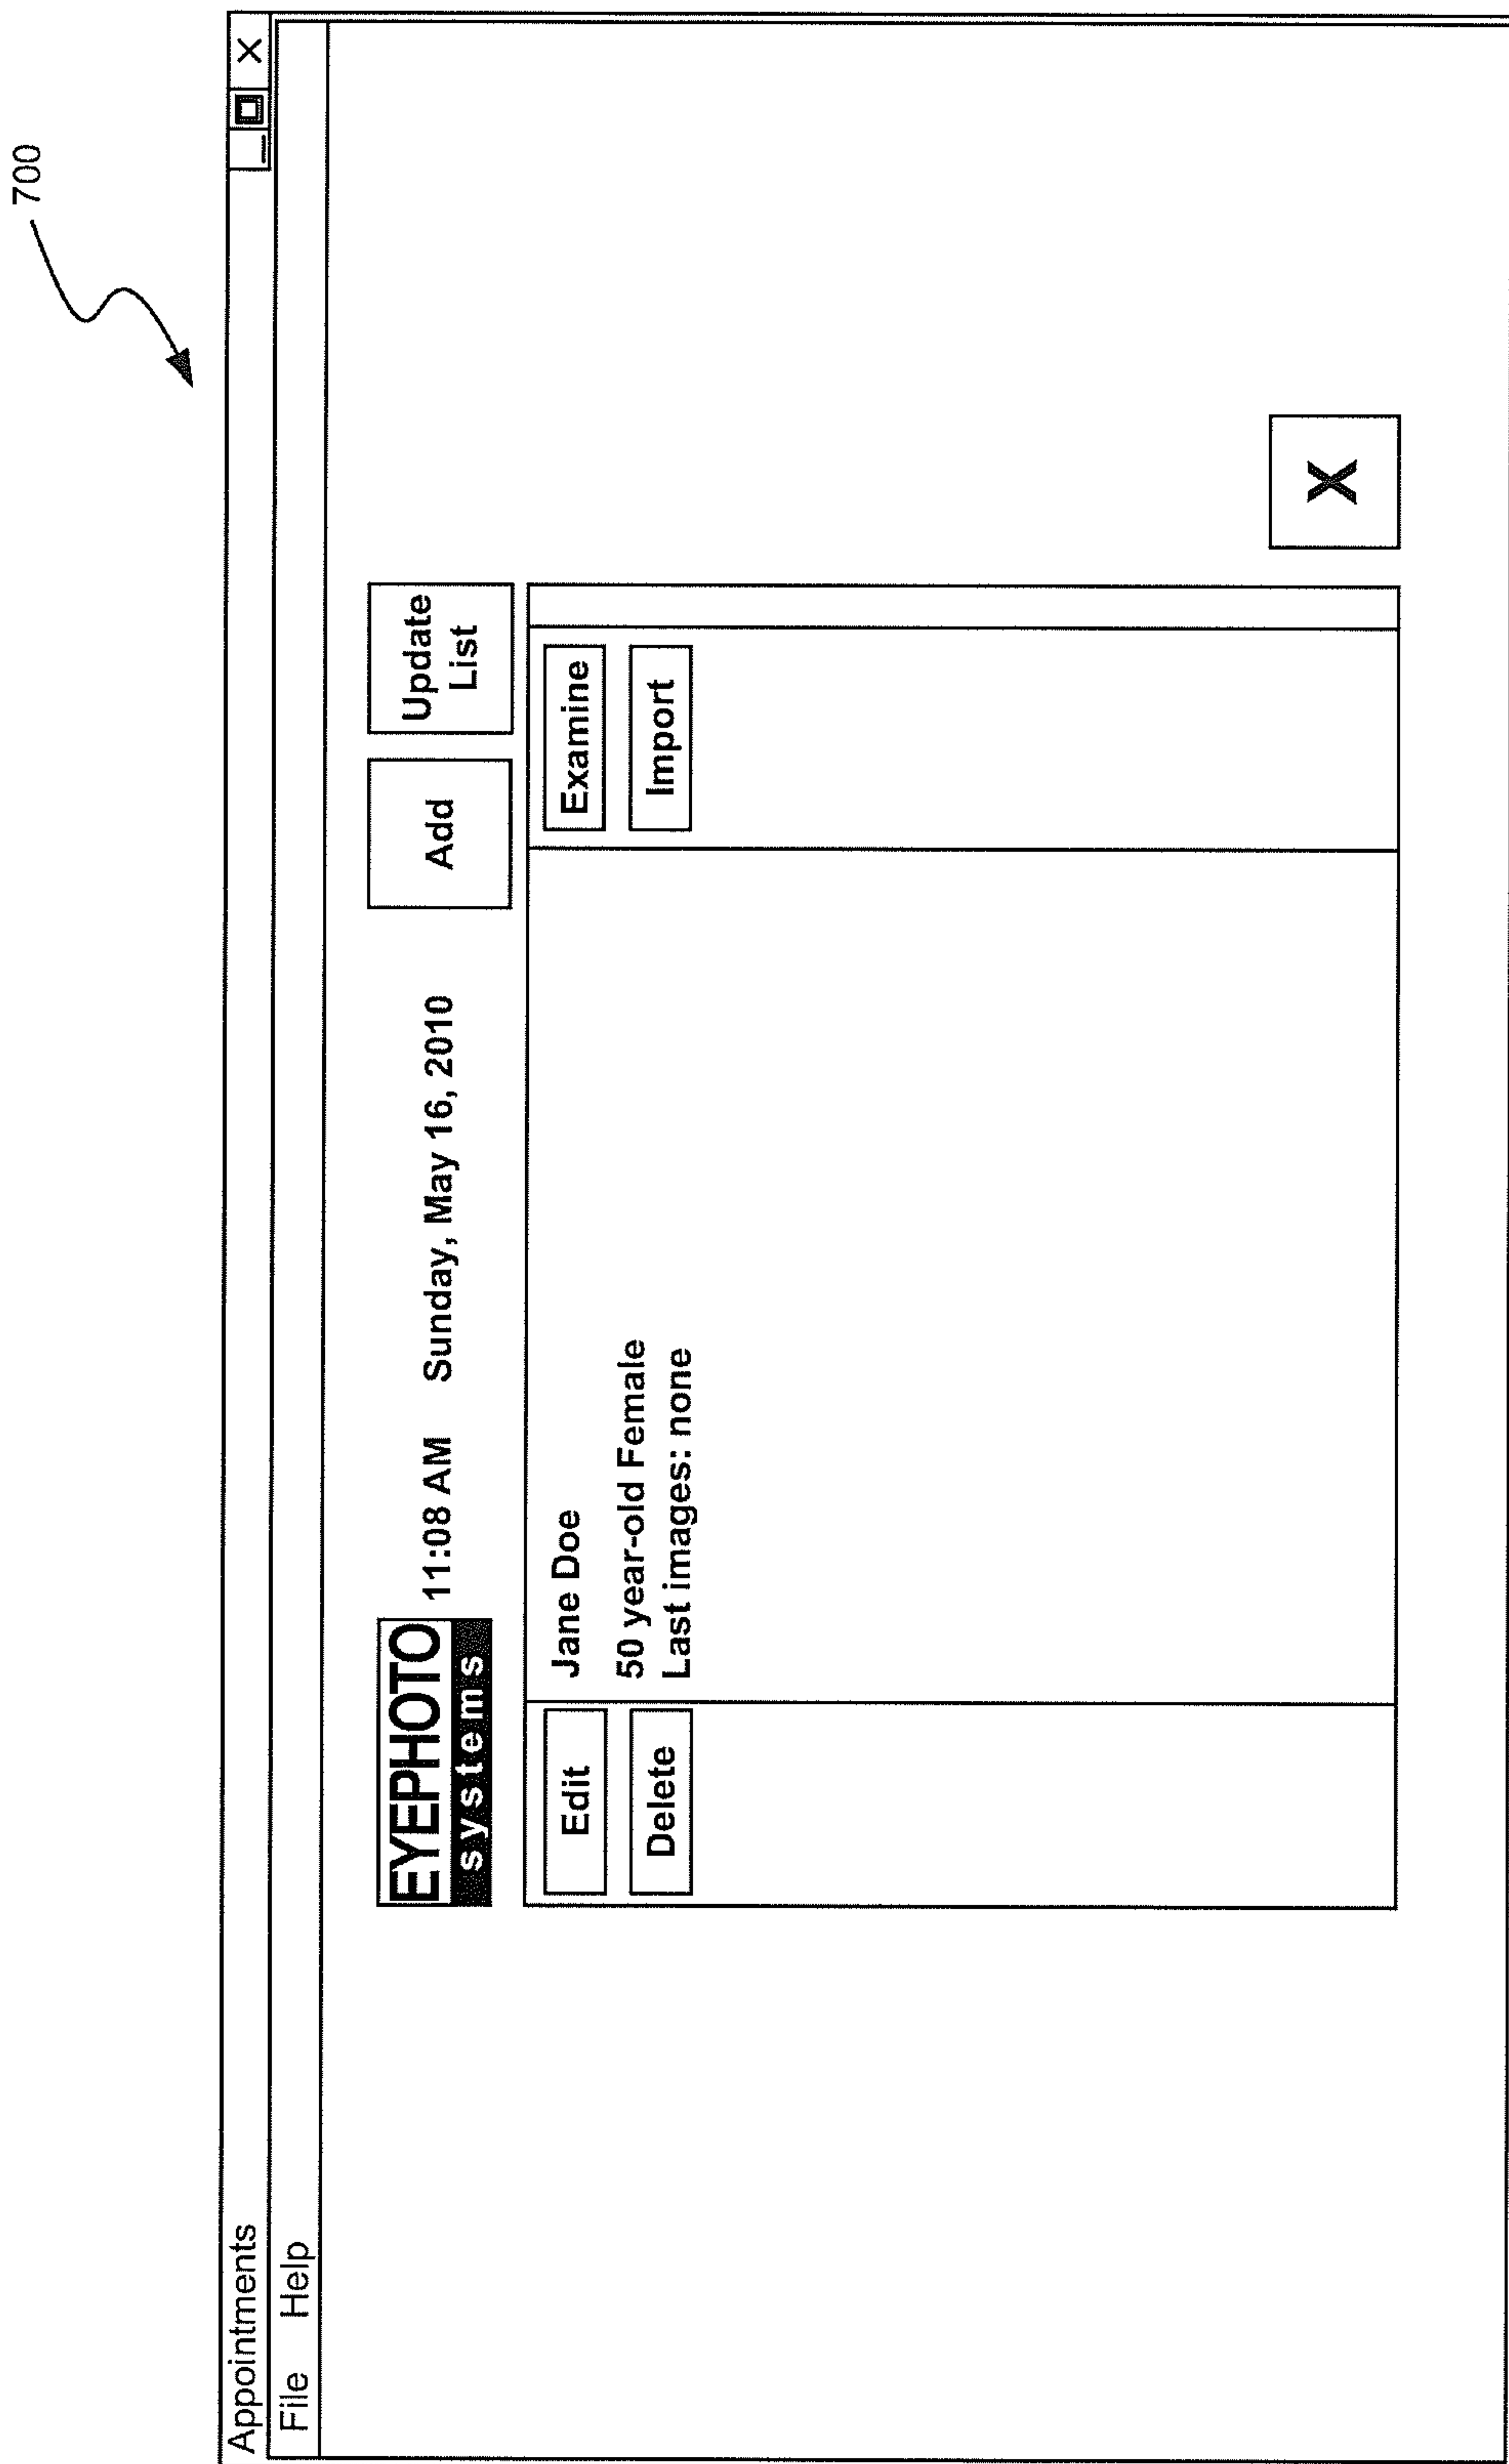 700
Appointments
X
File Help
EYEPHOTO
systems
11:08 AM Sunday, May 16, 2010
Add
Update
List
Edit
Delete
Jane Doe
50 year-old Female
Last images: none
Examine
Import
X